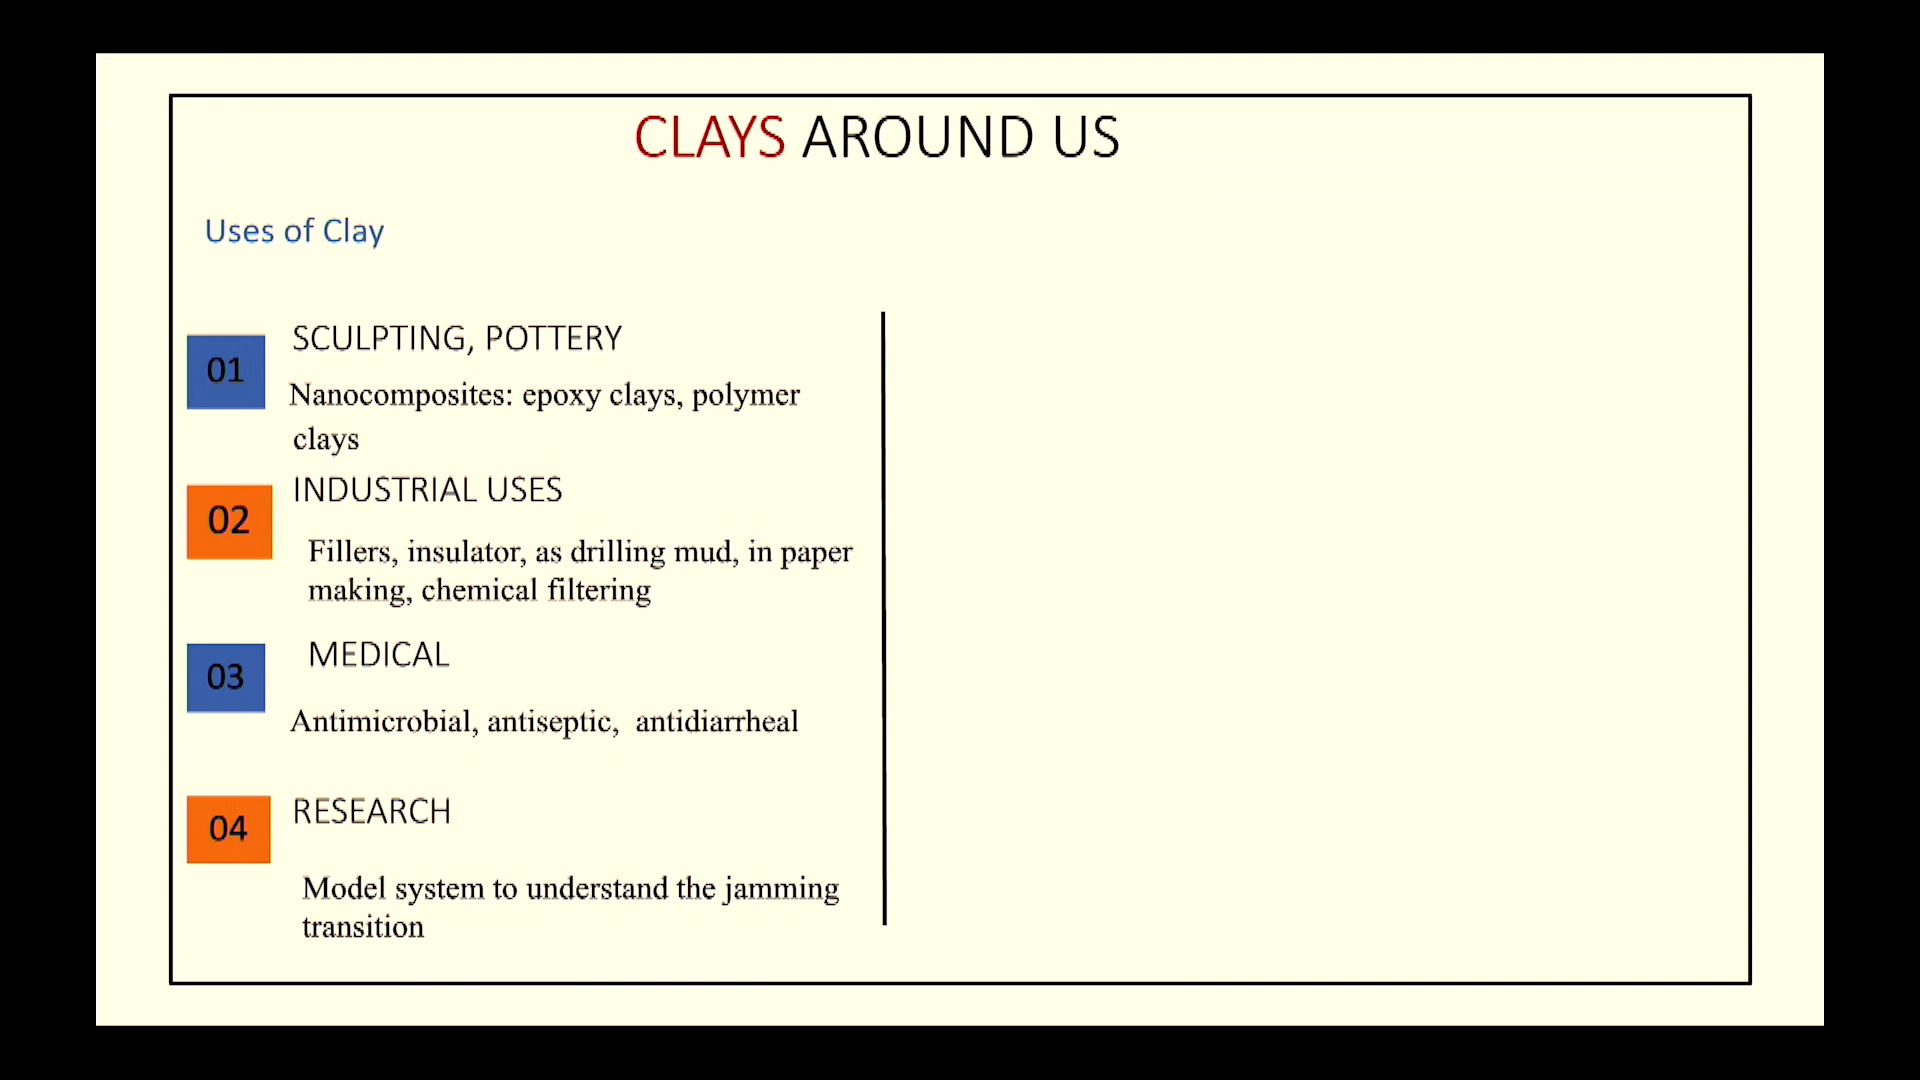 CLAYS AROUND US
Uses of Clay
01
SCULPTING, POTTERY
Nanocomposites: epoxy clays, polymer
clays
02
INDUSTRIAL USES
Fillers, insulator, as drilling mud, in paper
making, chemical filtering
03
MEDICAL
Antimicrobial, antiseptic, antidiarrheal
04
RESEARCH
Model system to understand the jamming
transition